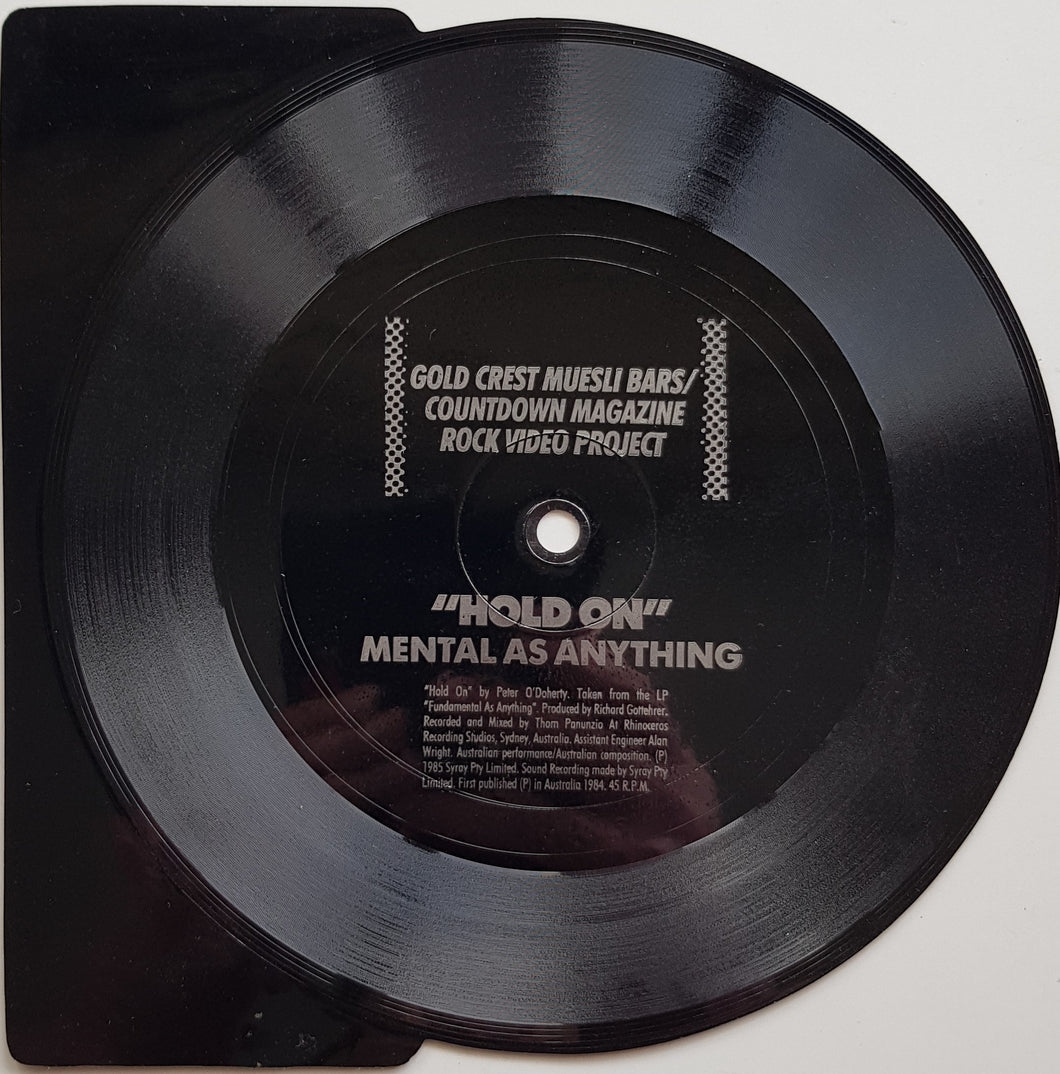 GOLD CREST MUESLI BARS/
COUNTDOWN MAGAZINE
ROCK VIDEO PROJECT
"HOLD ON"
MENTAL AS ANYTHING
"Hold On" by Peter O'Doherty. Taken from the LP
"Fundamental As Anything". Produced by Richard Gottehrer.
Recorded and Mixed by Thom Panunzio At Rhinoceros
Recording Studios, Sydney, Australia. Assistant Engineer Alan
Wright. Australian performance/Australian composition. (P)
1985 Syray Pty Limited. Sound Recording made by Syray Pty
Limited. First published (P) in Australia 1984. 45 R.P.M.